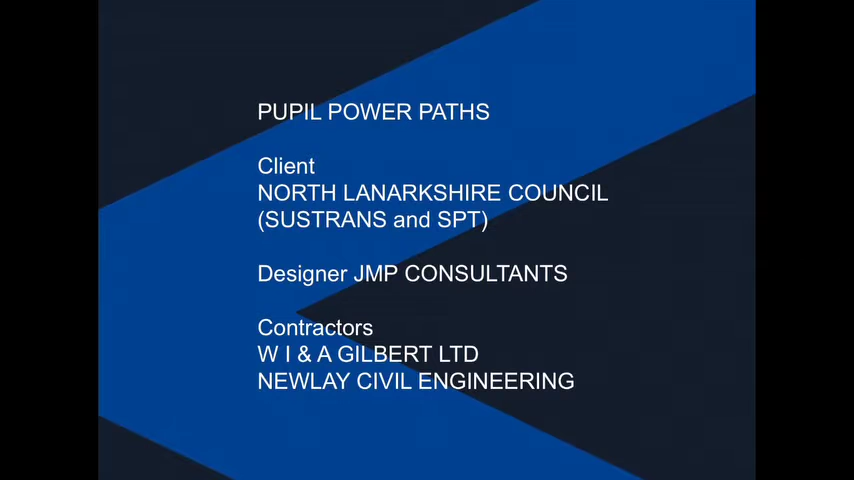 PUPIL POWER PATHS
Client
NORTH LANARKSHIRE COUNCIL
(SUSTRANS and SPT)
Designer JMP CONSULTANTS
Contractors
W I & A GILBERT LTD
NEWLAY CIVIL ENGINEERING